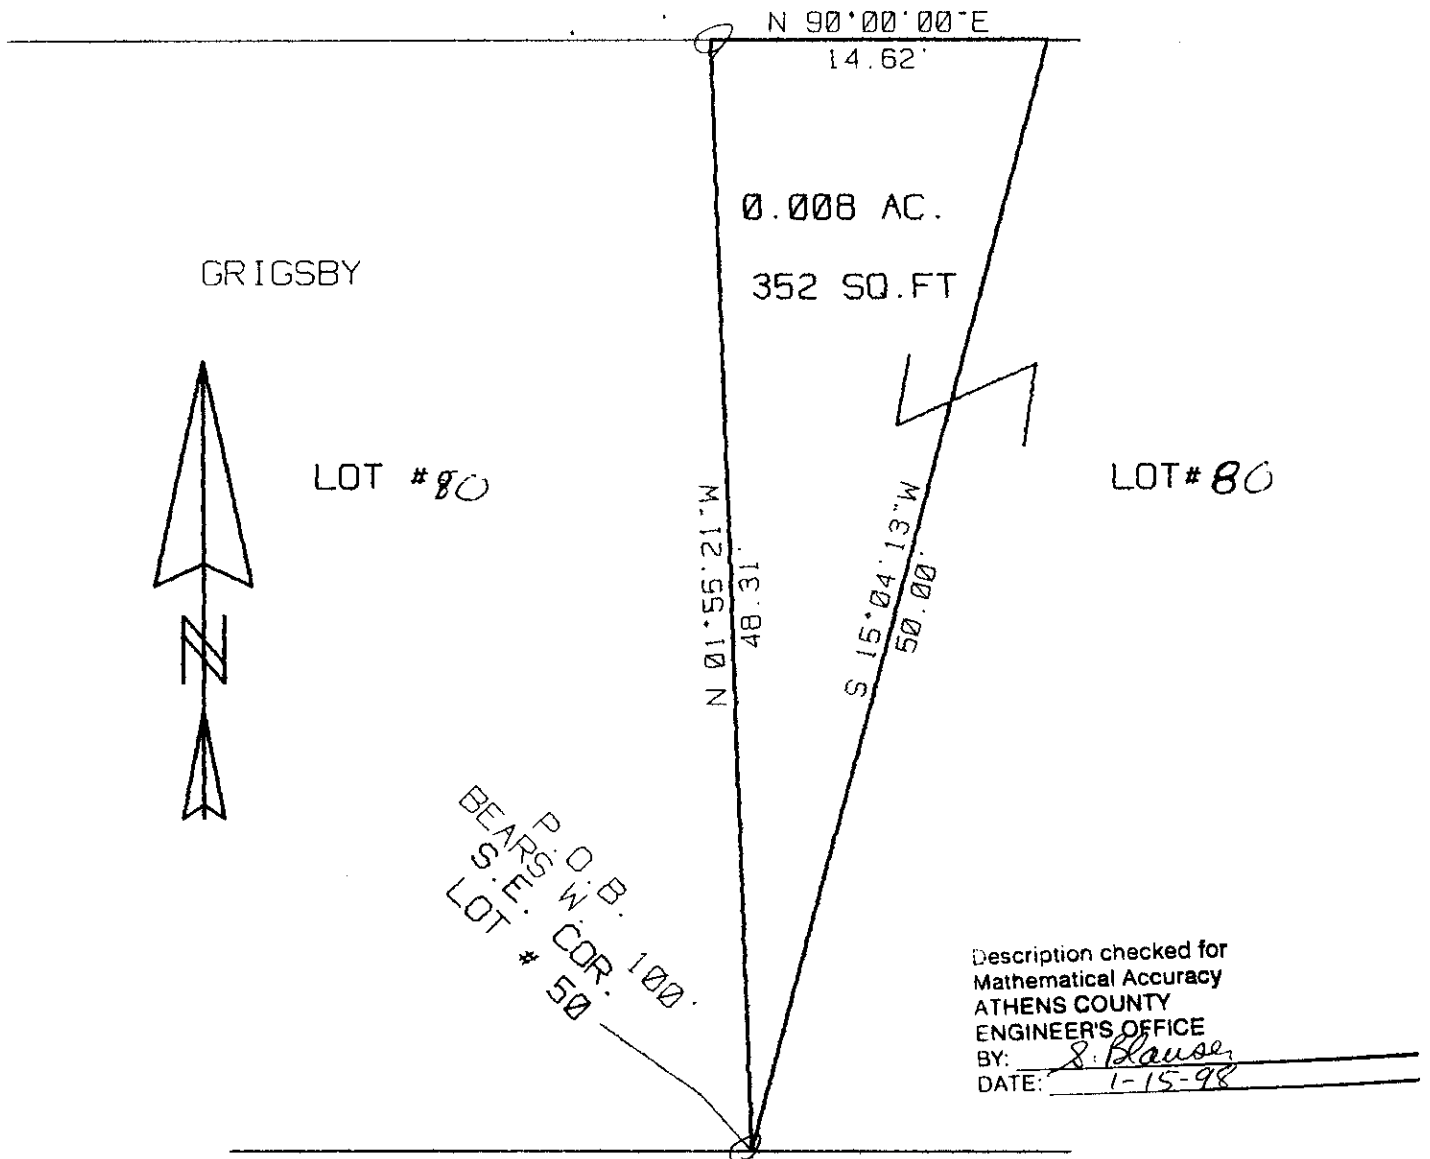 N 90°00'00"E
14.62'
0.008 AC.
352 SQ.FT
GRIGSBY
LOT #80
LOT# 80
N 01°55'21"W
48.31'
S 15°04'13"W
50.00'
N
P.O.B.
BEARS W. 100'
S.E. COR.
LOT # 50
Description checked for
Mathematical Accuracy
ATHENS COUNTY
ENGINEER'S OFFICE
BY: S. Blauser
DATE: 1-15-98